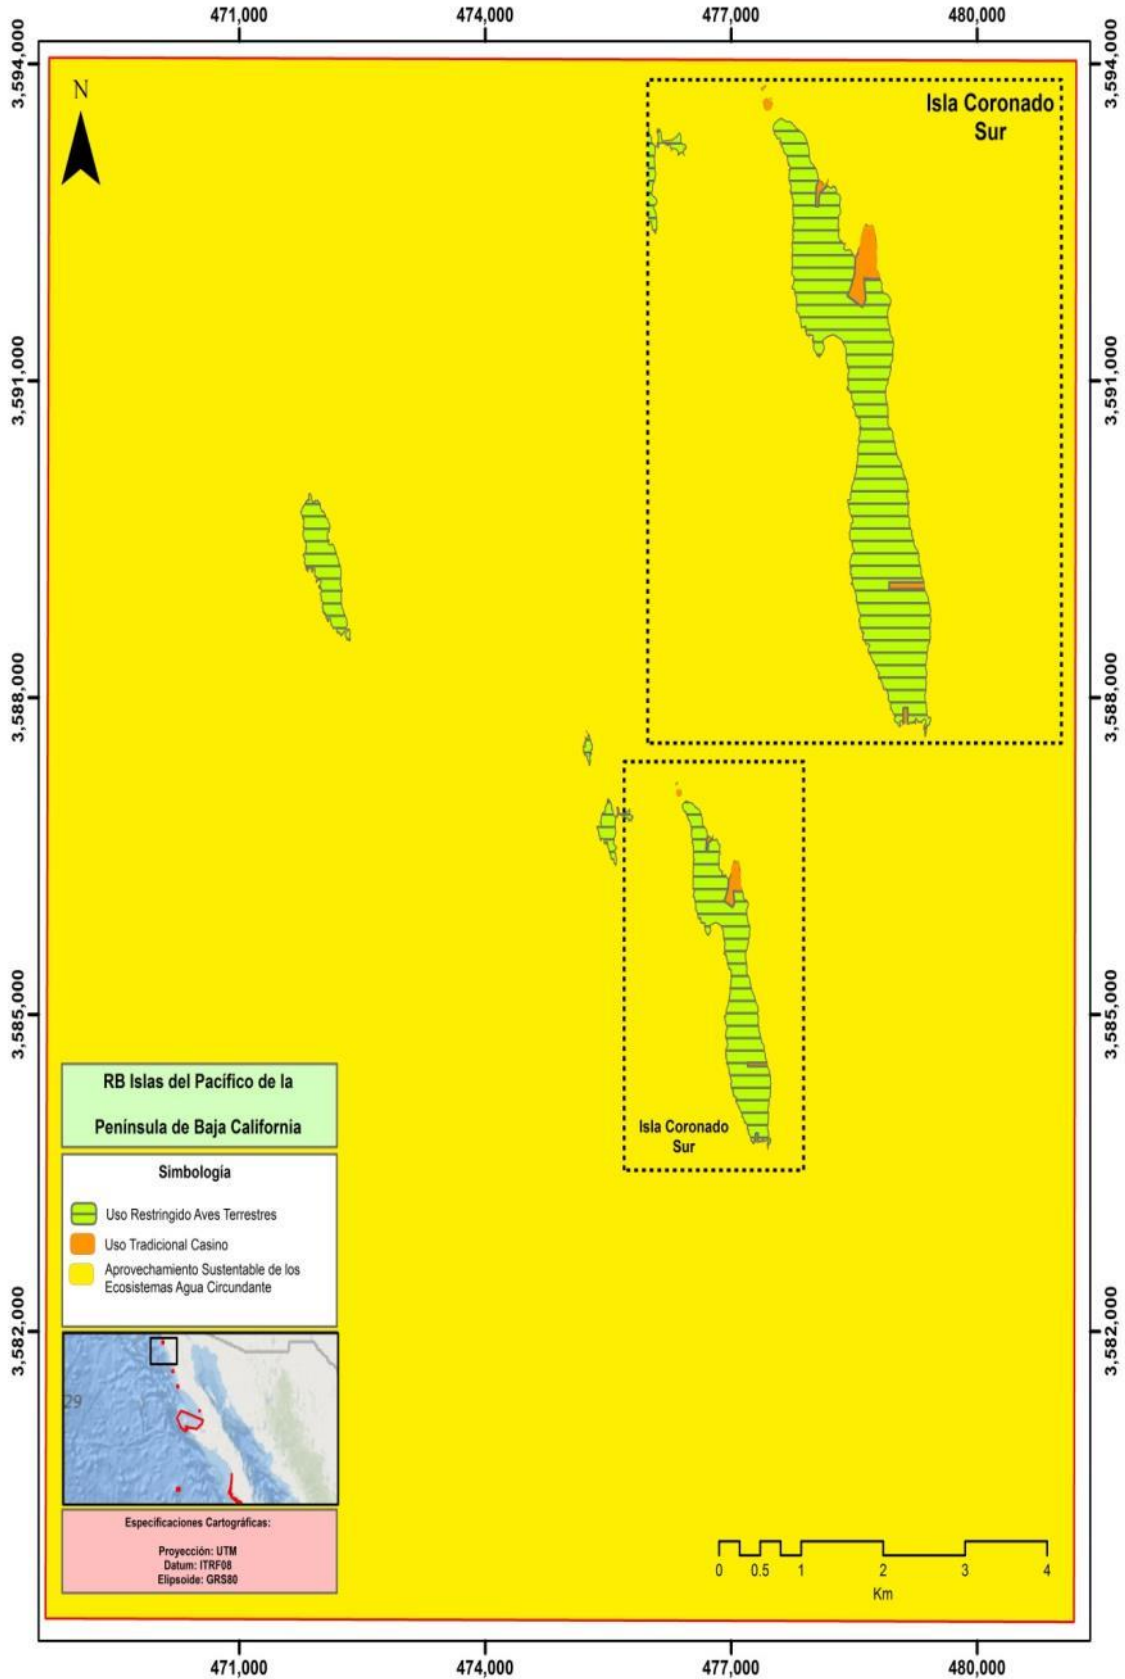 471,000
474,000
477,000
480,000
3,594,000
3,594,000
N
Isla Coronado
Sur
3,591,000
3,591,000
3,588,000
3,588,000
3,585,000
3,585,000
RB Islas del Pacífico de la
Península de Baja California
Isla Coronado
Sur
Simbología
Uso Restringido Aves Terrestres
Uso Tradicional Casino
Aprovechamiento Sustentable de los
Ecosistemas Agua Circundante
3,582,000
3,582,000
29
Especificaciones Cartográficas:
Proyección: UTM
Datum: ITRF08
Elipsoide: GRS80
0 0.5 1 2 3 4
Km
471,000
474,000
477,000
480,000